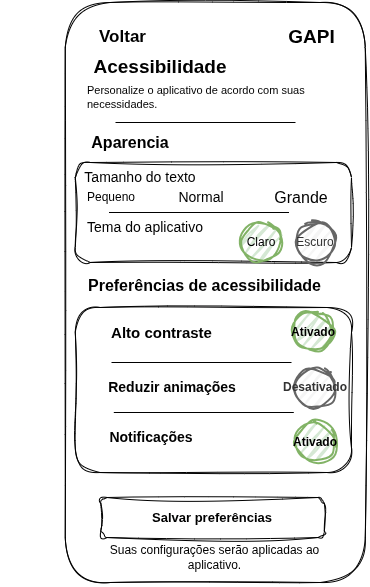 Voltar GAPI
Acessibilidade
Personalize o aplicativo de acordo com suas
necessidades.
Aparencia
Tamanho do texto
Pequeno Normal Grande
Tema do aplicativo Claro Escuro
Preferências de acessibilidade
Alto contraste Ativado
Reduzir animações Desativado
Notificações Ativado
Salvar preferências
Suas configurações serão aplicadas ao
aplicativo.